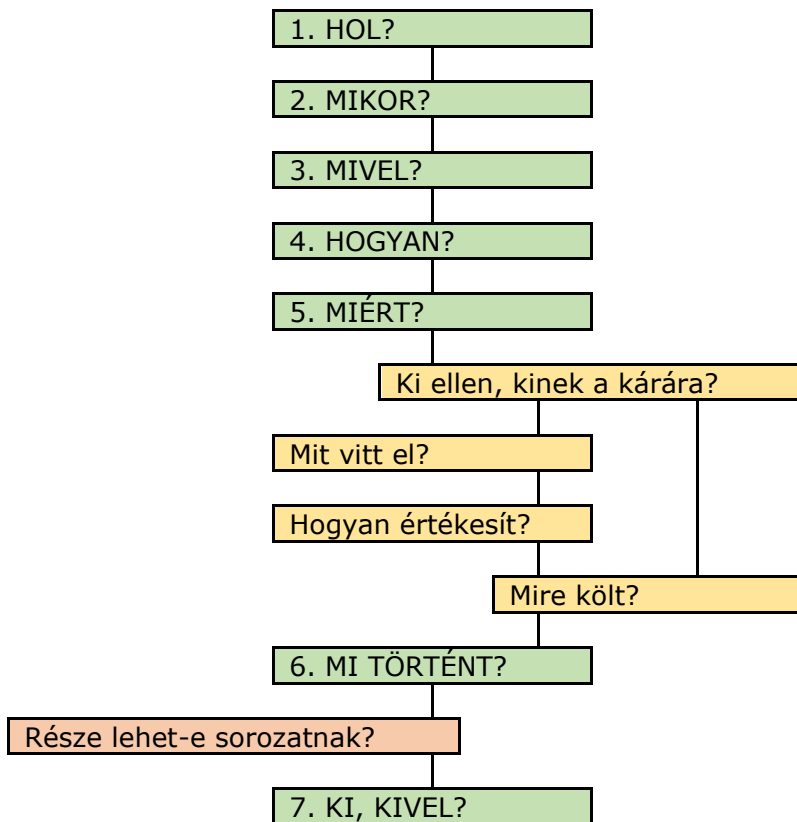 1. HOL?
2. MIKOR?
3. MIVEL?
4. HOGYAN?
5. MIÉRT?
Ki ellen, kinek a kárára?
Mit vitt el?
Hogyan értékesít?
Mire költ?
6. MI TÖRTÉNT?
Része lehet-e sorozatnak?
7. KI, KIVEL?